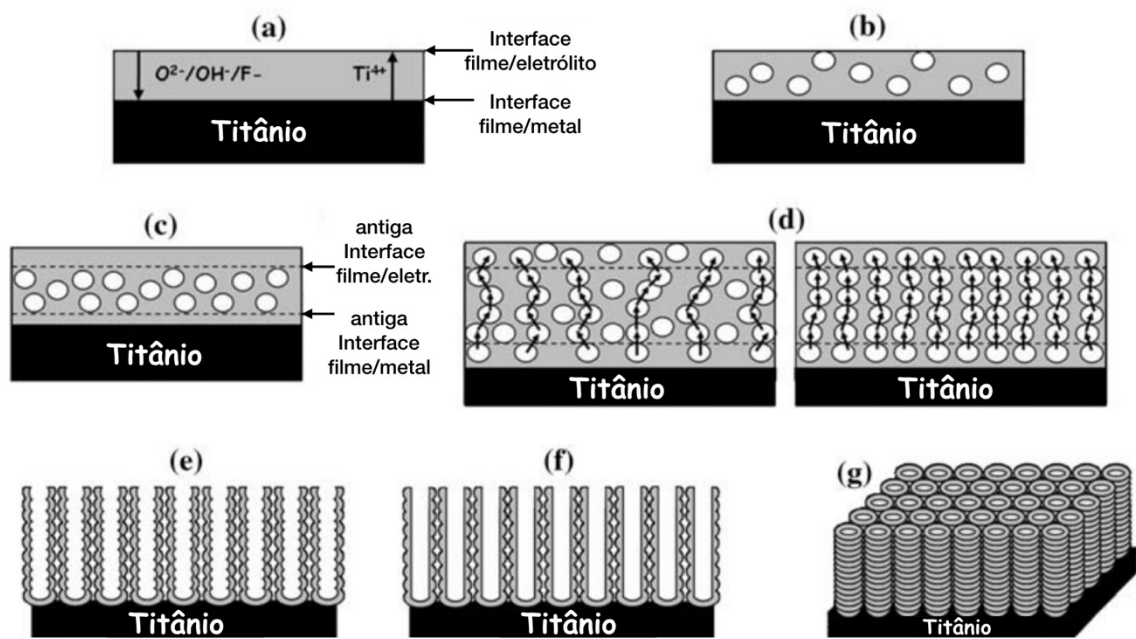 (a)
Interface
filme/eletrólito
O²⁻/OH⁻/F-
Ti⁴⁺
Interface
filme/metal
Titânio
(b)
Titânio
(c)
antiga
Interface
filme/eletr.
antiga
Interface
filme/metal
Titânio
(d)
Titânio
Titânio
(e)
Titânio
(f)
Titânio
(g)
Titânio